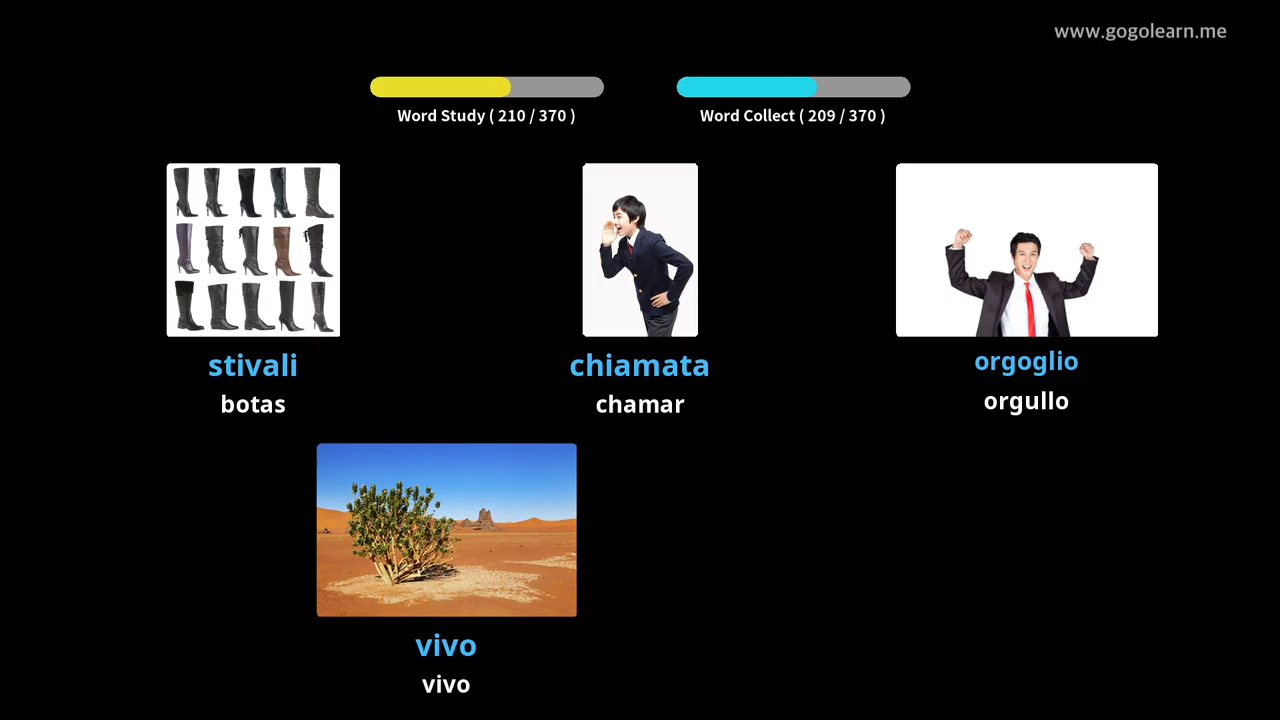 www.gogolearn.me
Word Study ( 210 / 370 )
Word Collect ( 209 / 370 )
stivali
botas
chiamata
chamar
orgoglio
orgullo
vivo
vivo